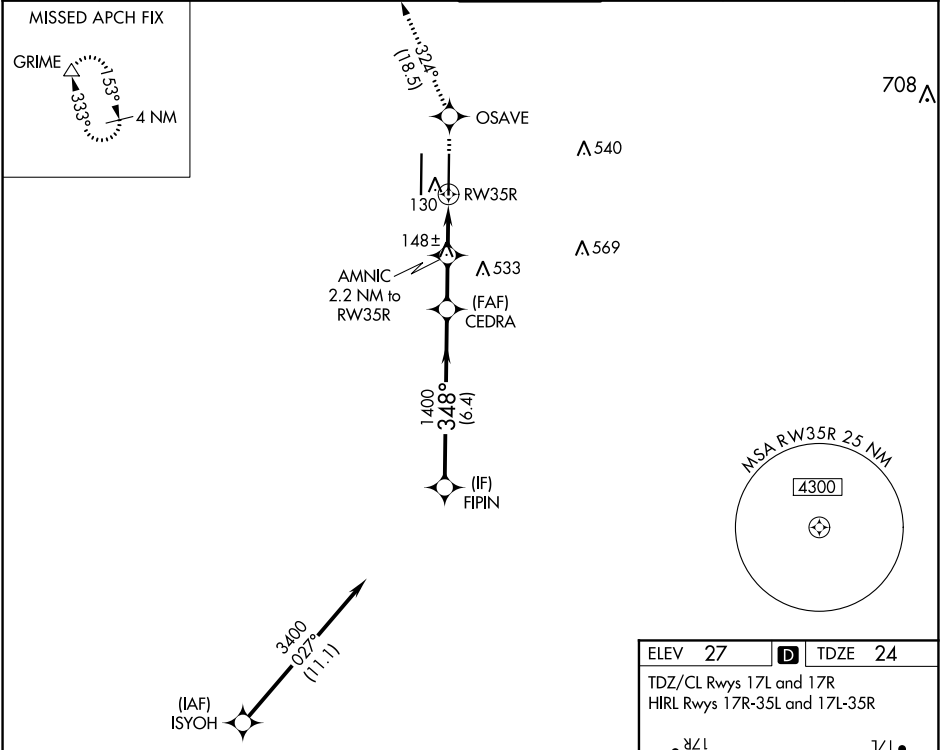 MISSED APCH FIX
GRIME
153°
333°
4 NM
324°
(18.5)
OSAVE
708
540
RW35R
130
148±
569
AMNIC
2.2 NM to
RW35R
533
(FAF)
CEDRA
1400
348°
(6.4)
(IF)
FIPIN
MSA RW35R 25 NM
4300
3400
027°
(11.1)
(IAF)
ISYOH
ELEV 27
D
TDZE 24
TDZ/CL Rwys 17L and 17R
HIRL Rwys 17R-35L and 17L-35R
17R
17L